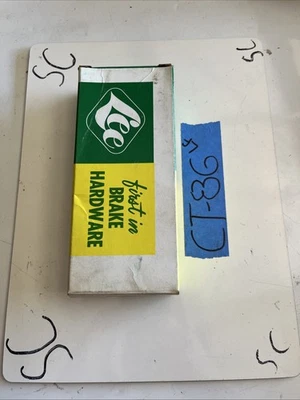 Lee
first in
BRAKE
HARDWARE
CT-86
SC
SC
SC
SC